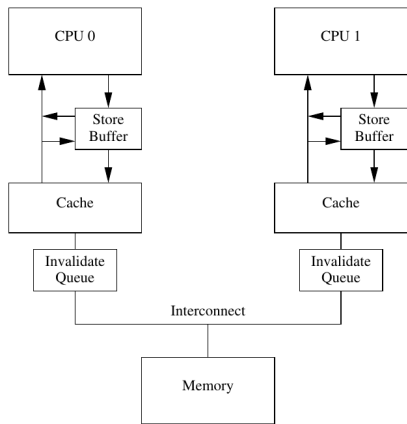 CPU 0
CPU 1
Store
Buffer
Store
Buffer
Cache
Cache
Invalidate
Queue
Invalidate
Queue
Interconnect
Memory